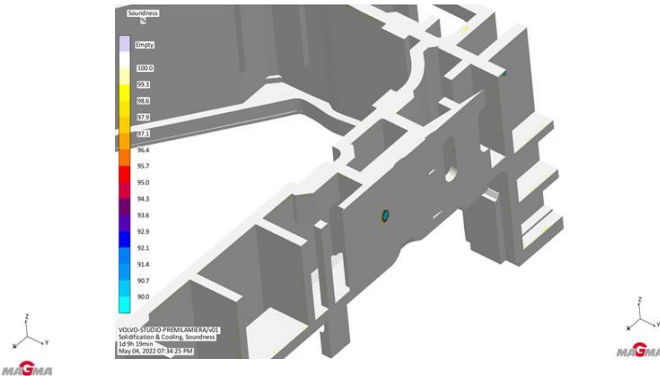 Soundness
%
Empty
100.0
99.3
98.6
97.9
97.1
96.4
95.7
95.0
94.3
93.6
92.9
92.1
91.4
90.7
90.0
VOLVO-STUDIO-PREMILAMIERA/v01
Solidification & Cooling, Soundness
1d 9h 19min
May 04, 2022 07:34:25 PM
Z
X
Y
MAGMA
Z
X
Y
MAGMA